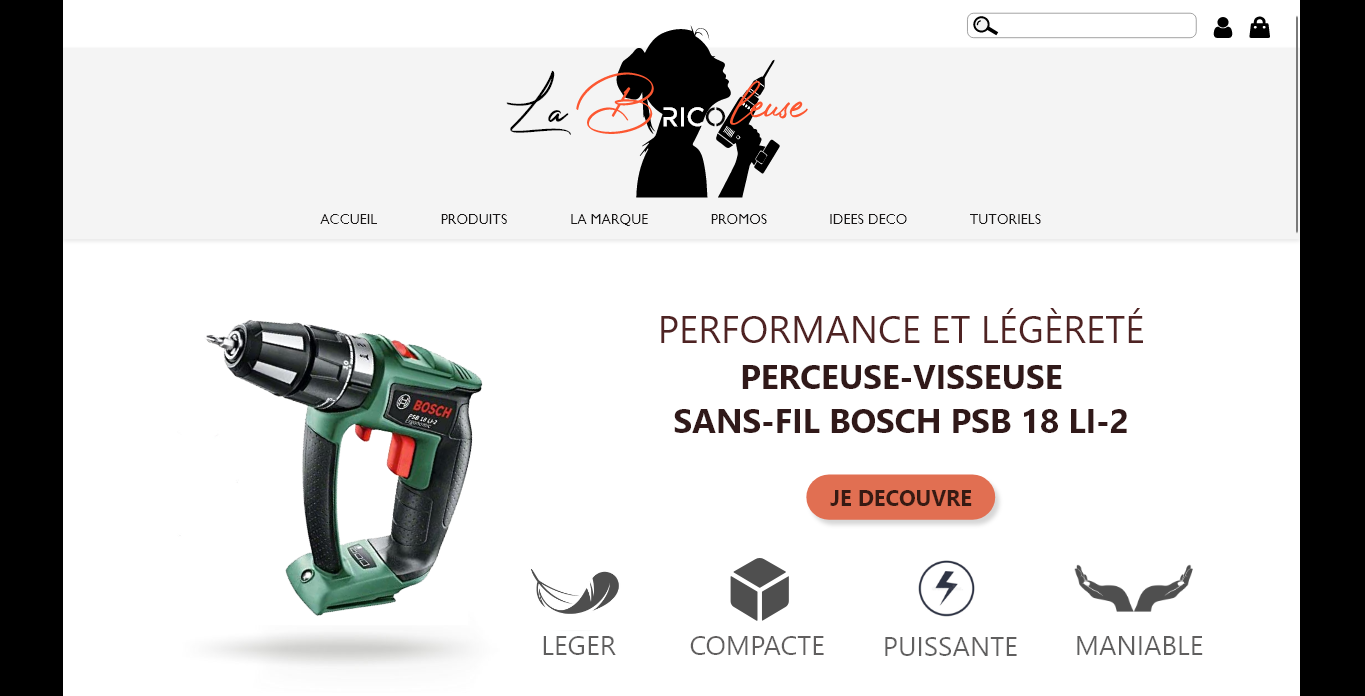 La BRICOleuse
ACCUEIL PRODUITS LA MARQUE PROMOS IDEES DECO TUTORIELS
PERFORMANCE ET LÉGÈRETÉ
PERCEUSE-VISSEUSE
SANS-FIL BOSCH PSB 18 LI-2
BOSCH
PSB 18 LI-2
Ergonomic
JE DECOUVRE
LEGER COMPACTE PUISSANTE MANIABLE